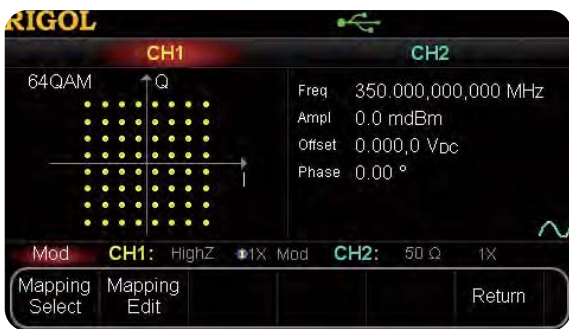 RIGOL
CH1
CH2
64QAM
Q
I
Freq 350.000,000,000 MHz
Ampl 0.0 mdBm
Offset 0.000,0 VDC
Phase 0.00 °
Mod CH1: HighZ 1X Mod CH2: 50 Ω 1X
Mapping Select
Mapping Edit
Return